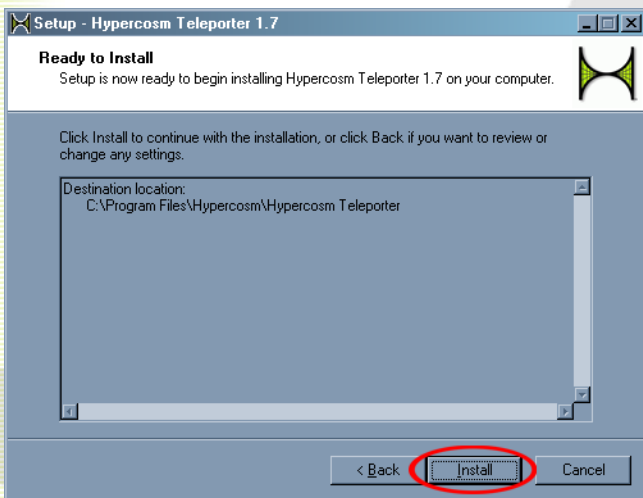 Setup - Hypercosm Teleporter 1.7
Ready to Install
Setup is now ready to begin installing Hypercosm Teleporter 1.7 on your computer.
Click Install to continue with the installation, or click Back if you want to review or
change any settings.
Destination location:
C:\Program Files\Hypercosm\Hypercosm Teleporter
< Back Install Cancel